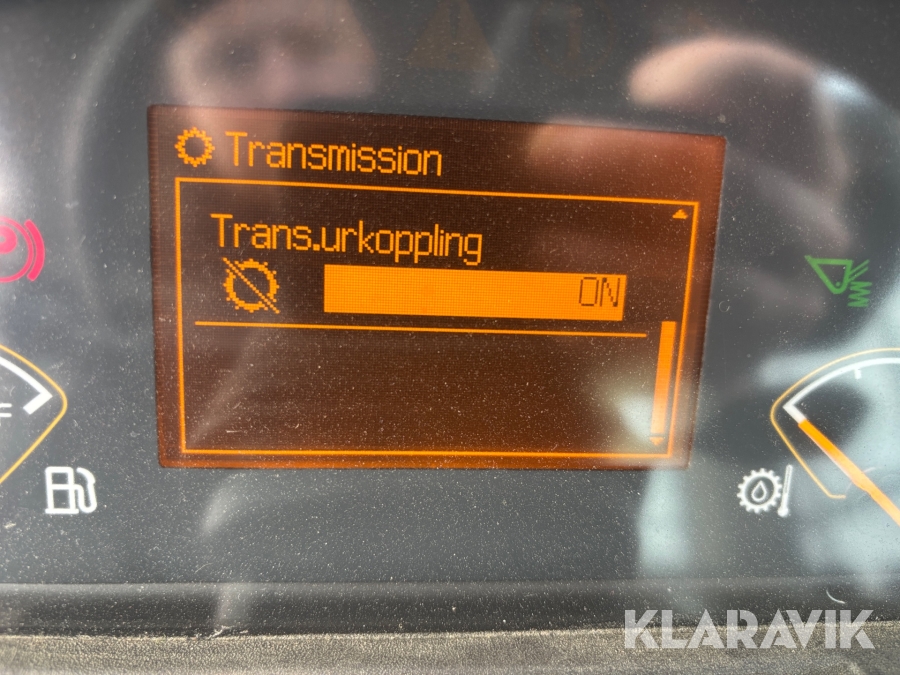 Transmission
Trans.urkoppling
ON
KLARAVIK